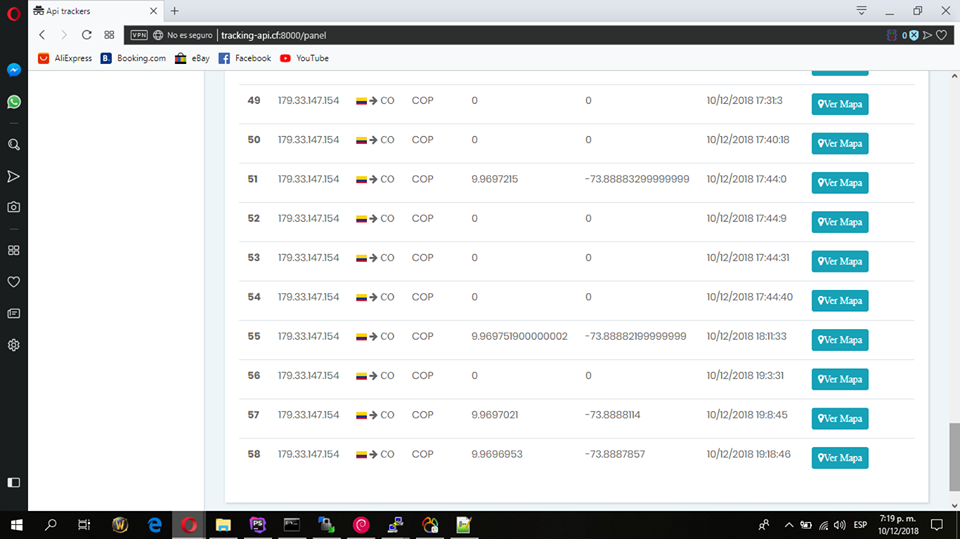 Api trackers
VPN No es seguro tracking-api.cf:8000/panel 0
AliExpress B. Booking.com eBay Facebook YouTube
49 179.33.147.154 CO COP 0 0 10/12/2018 17:31:3 Ver Mapa
50 179.33.147.154 CO COP 0 0 10/12/2018 17:40:18 Ver Mapa
51 179.33.147.154 CO COP 9.9697215 -73.88883299999999 10/12/2018 17:44:0 Ver Mapa
52 179.33.147.154 CO COP 0 0 10/12/2018 17:44:9 Ver Mapa
53 179.33.147.154 CO COP 0 0 10/12/2018 17:44:31 Ver Mapa
54 179.33.147.154 CO COP 0 0 10/12/2018 17:44:40 Ver Mapa
55 179.33.147.154 CO COP 9.969751900000002 -73.88882199999999 10/12/2018 18:11:33 Ver Mapa
56 179.33.147.154 CO COP 0 0 10/12/2018 19:3:31 Ver Mapa
57 179.33.147.154 CO COP 9.9697021 -73.8888114 10/12/2018 19:8:45 Ver Mapa
58 179.33.147.154 CO COP 9.9696953 -73.8887857 10/12/2018 19:18:46 Ver Mapa
PS ESP 7:19 p. m.
10/12/2018